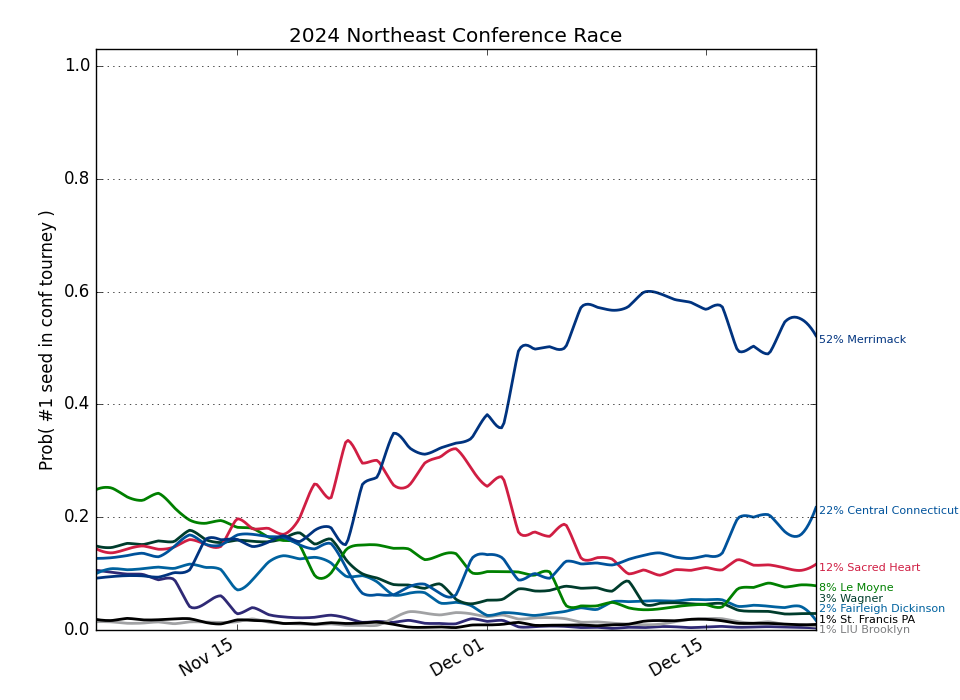 2024 Northeast Conference Race
Prob( #1 seed in conf tourney )
1.0
0.8
0.6
0.4
0.2
0.0
Nov 15
Dec 01
Dec 15
52% Merrimack
22% Central Connecticut
12% Sacred Heart
8% Le Moyne
3% Wagner
2% Fairleigh Dickinson
1% St. Francis PA
1% LIU Brooklyn